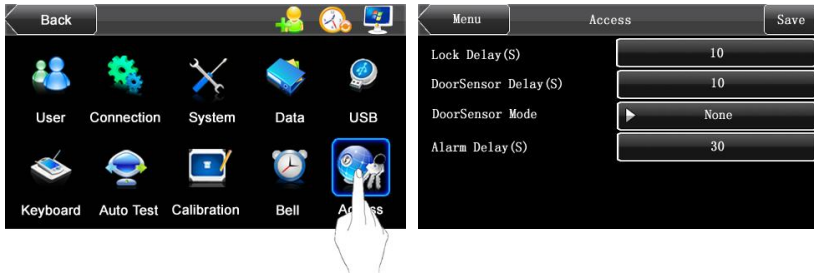 Back
User Connection System Data USB
Keyboard Auto Test Calibration Bell Access
Menu Access Save
Lock Delay(S) 10
DoorSensor Delay(S) 10
DoorSensor Mode None
Alarm Delay(S) 30